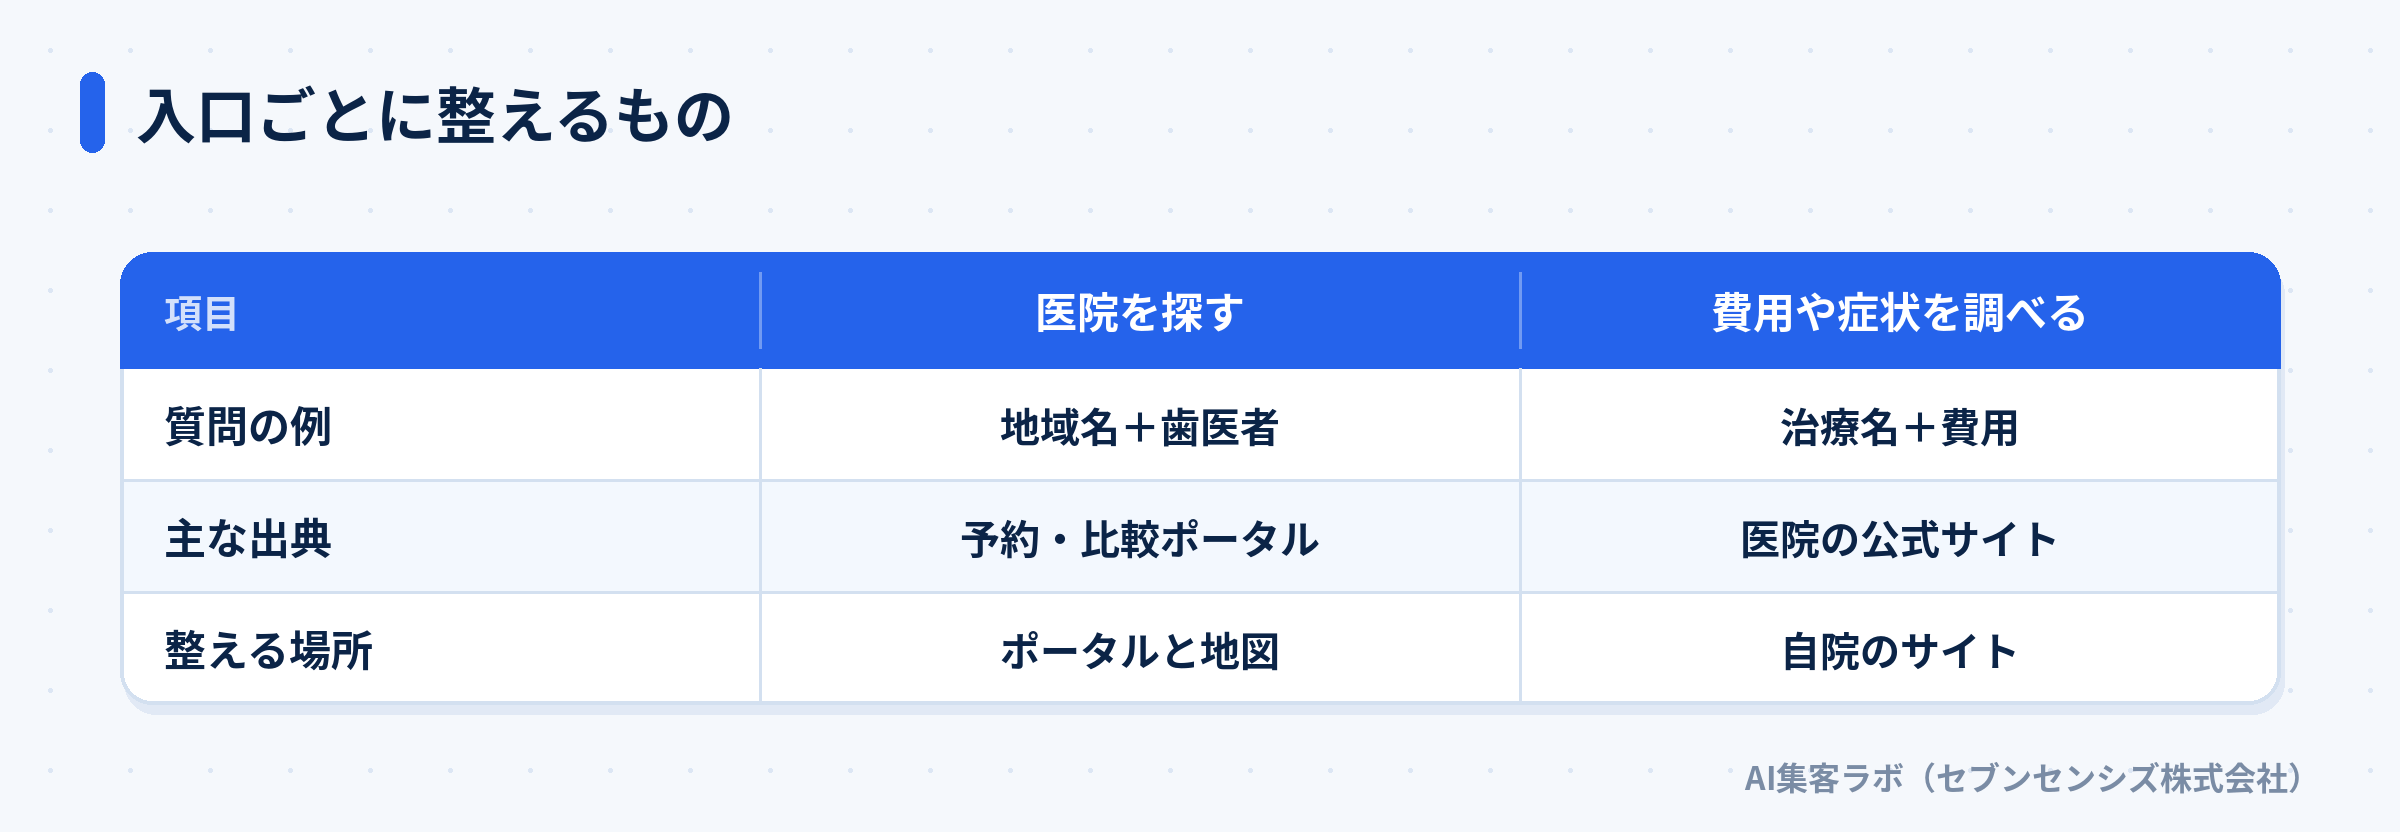 入口ごとに整えるもの
項目 医院を探す 費用や症状を調べる
質問の例 地域名＋歯医者 治療名＋費用
主な出典 予約・比較ポータル 医院の公式サイト
整える場所 ポータルと地図 自院のサイト
AI集客ラボ（セブンセンシズ株式会社）